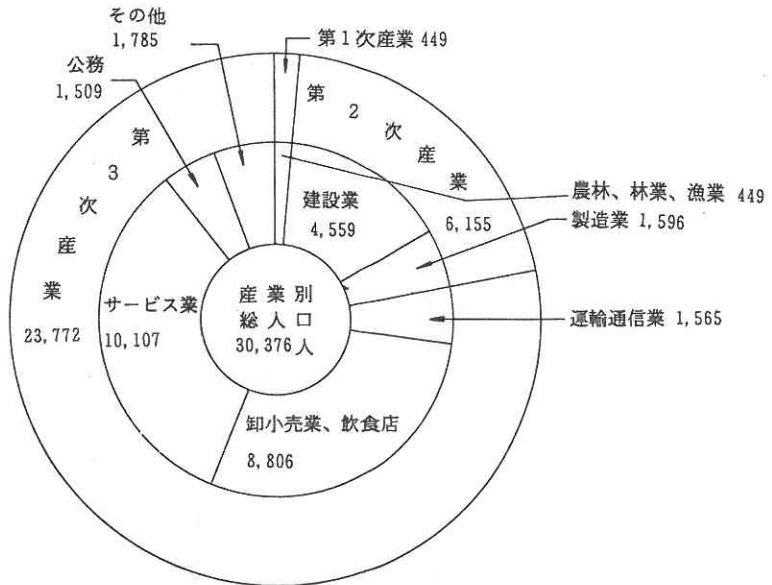 その他
1,785
第1次産業 449
公務
1,509
第2次産業
6,155
第3次産業
23,772
建設業
4,559
農林、林業、漁業 449
製造業 1,596
運輸通信業 1,565
サービス業
10,107
産業別
総人口
30,376人
卸小売業、飲食店
8,806